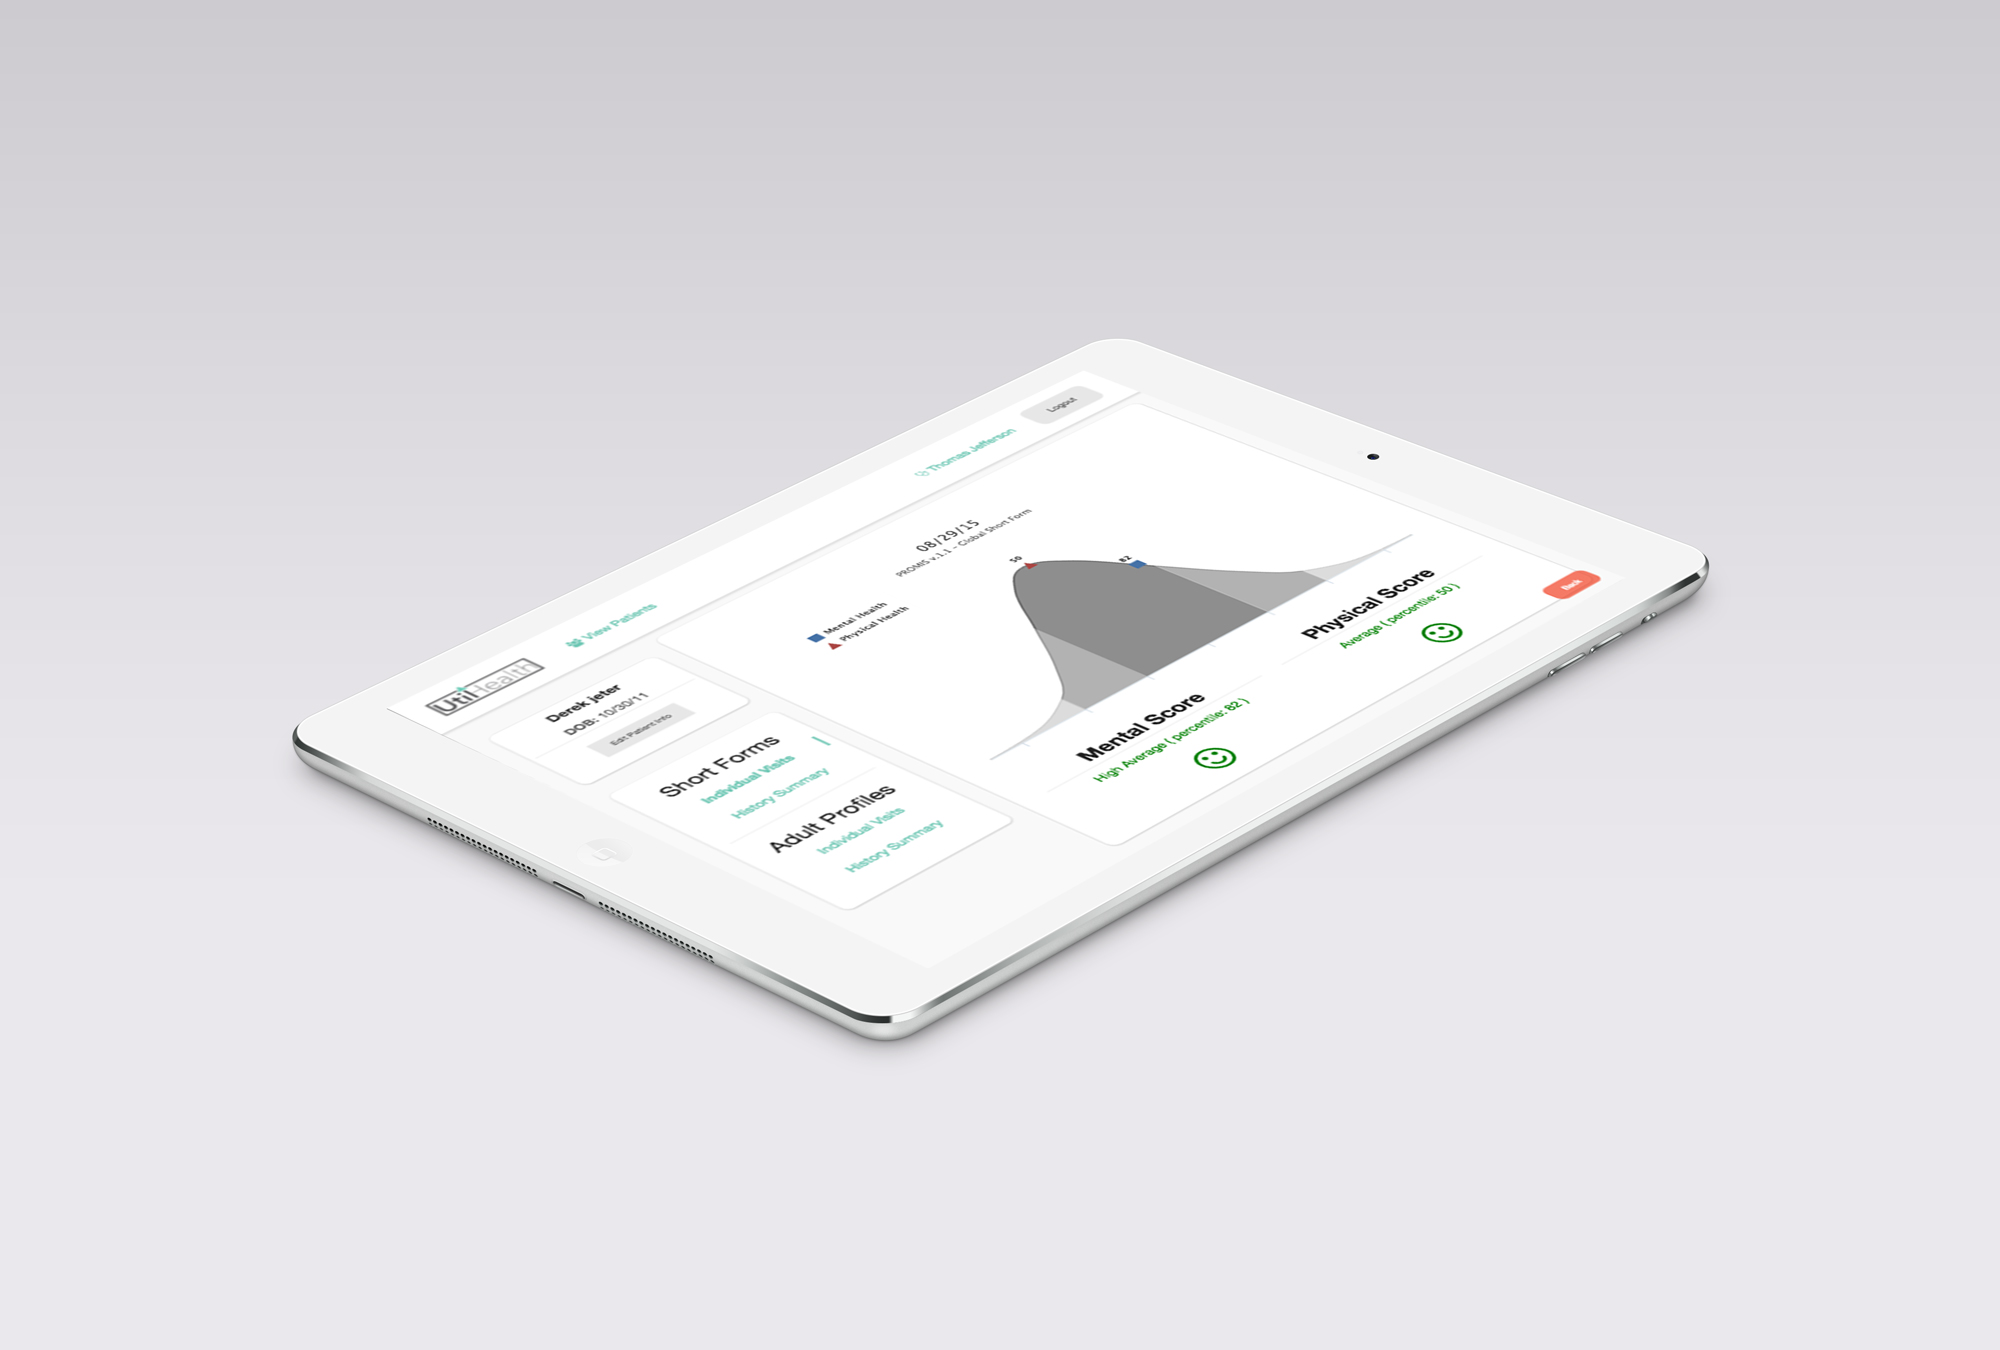 UtilHealth
View Patients
Thomas Jefferson
Logout
Derek jeter
DOB: 10/30/11
Edit Patient Info
Short Forms
Individual Visits
History Summary
Adult Profiles
Individual Visits
History Summary
08/29/15
PROMIS v.1.1 - Global Short Form
Mental Health
Physical Health
50
82
Mental Score
High Average ( percentile: 82 )
Physical Score
Average ( percentile: 50 )
Back